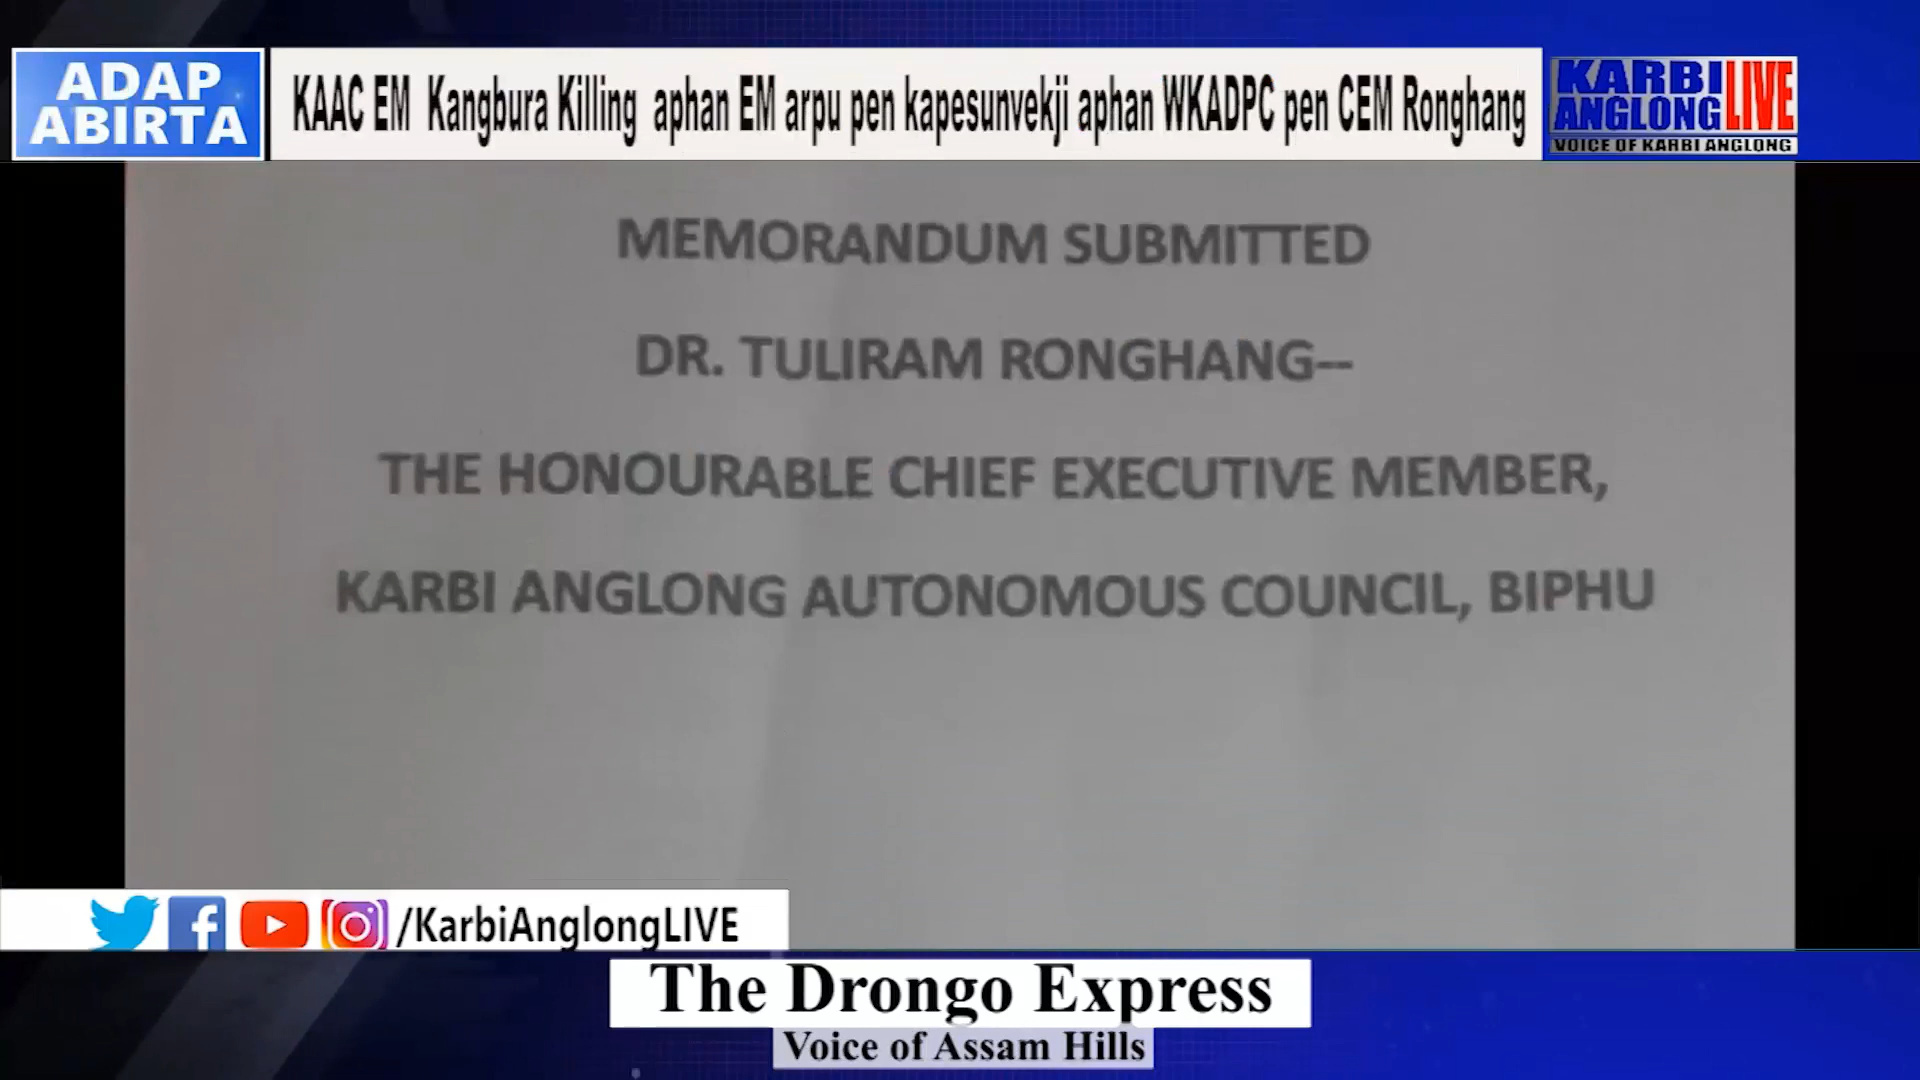 ADAP
ABIRTA
KAAC EM Kangbura Killing aphan EM arpu pen kapesunvekji aphan WKADPC pen CEM Ronghang
KARBI
ANGLONG LIVE
VOICE OF KARBI ANGLONG
MEMORANDUM SUBMITTED
DR. TULIRAM RONGHANG--
THE HONOURABLE CHIEF EXECUTIVE MEMBER,
KARBI ANGLONG AUTONOMOUS COUNCIL, BIPHU
/KarbiAnglongLIVE
The Drongo Express
Voice of Assam Hills